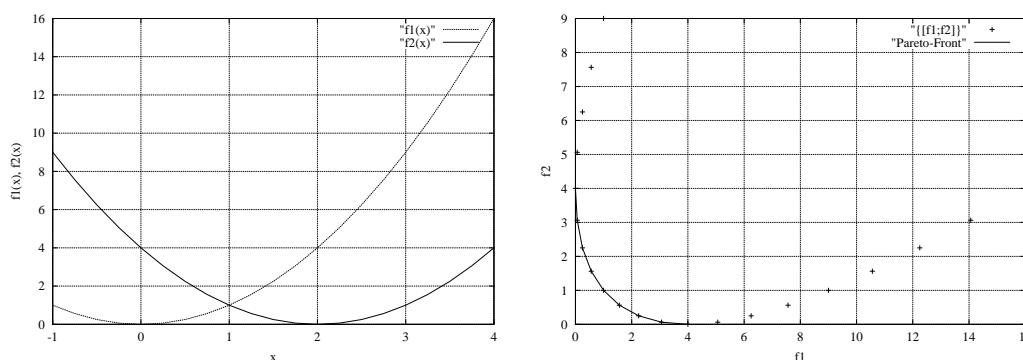 16
14
12
10
8
6
4
2
0
-1 0 1 2 3 4
f1(x), f2(x)
x
"f1(x)"
"f2(x)"
9
8
7
6
5
4
3
2
1
0
0 2 4 6 8 10 12 14 16
f2
f1
"{[f1;f2]}"
"Pareto-Front"